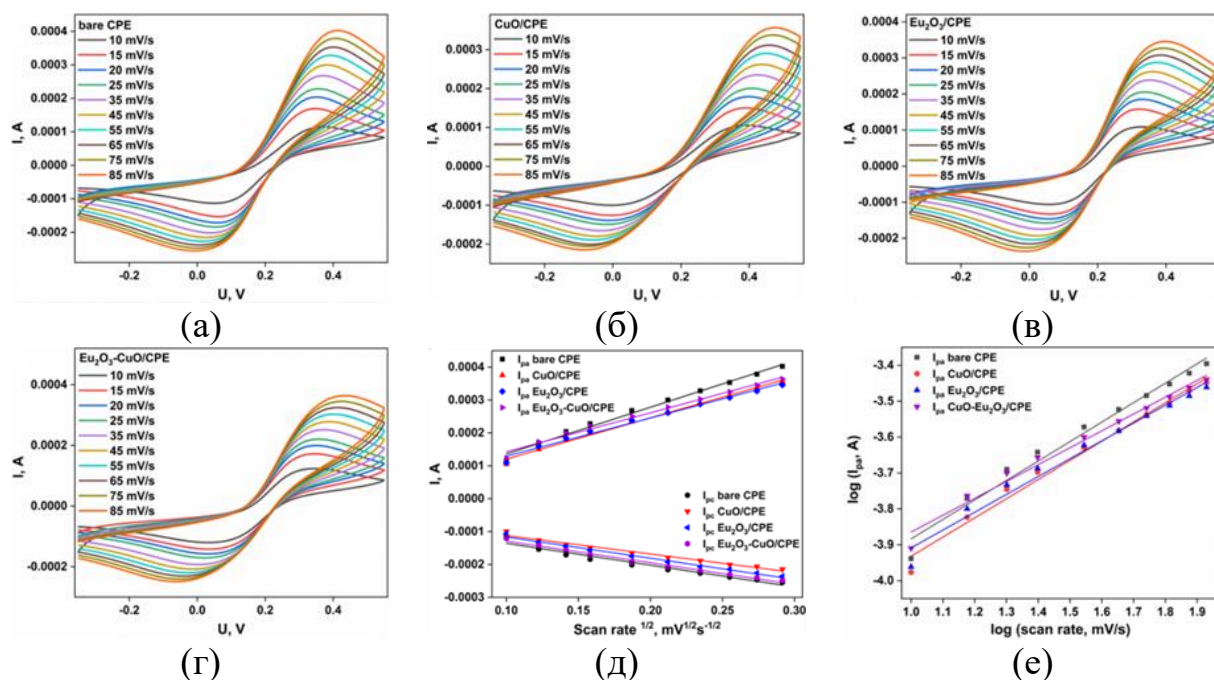 bare CPE
10 mV/s
15 mV/s
20 mV/s
25 mV/s
35 mV/s
45 mV/s
55 mV/s
65 mV/s
75 mV/s
85 mV/s
0.0004
0.0003
0.0002
0.0001
0.0000
-0.0001
-0.0002
I, A
-0.2 0.0 0.2 0.4
U, V
(а)
CuO/CPE
10 mV/s
15 mV/s
20 mV/s
25 mV/s
35 mV/s
45 mV/s
55 mV/s
65 mV/s
75 mV/s
85 mV/s
0.0003
0.0002
0.0001
0.0000
-0.0001
-0.0002
I, A
-0.2 0.0 0.2 0.4
U, V
(б)
Eu₂O₃/CPE
10 mV/s
15 mV/s
20 mV/s
25 mV/s
35 mV/s
45 mV/s
55 mV/s
65 mV/s
75 mV/s
85 mV/s
0.0004
0.0003
0.0002
0.0001
0.0000
-0.0001
-0.0002
I, A
-0.2 0.0 0.2 0.4
U, V
(в)
Eu₂O₃-CuO/CPE
10 mV/s
15 mV/s
20 mV/s
25 mV/s
35 mV/s
45 mV/s
55 mV/s
65 mV/s
75 mV/s
85 mV/s
0.0004
0.0002
0.0000
-0.0002
I, A
-0.2 0.0 0.2 0.4
U, V
(г)
Iₚₐ bare CPE
Iₚₐ CuO/CPE
Iₚₐ Eu₂O₃/CPE
Iₚₐ Eu₂O₃-CuO/CPE
I_pc bare CPE
I_pc CuO/CPE
I_pc Eu₂O₃/CPE
I_pc Eu₂O₃-CuO/CPE
0.0004
0.0003
0.0002
0.0001
0.0000
-0.0001
-0.0002
-0.0003
I, A
0.10 0.15 0.20 0.25 0.30
Scan rate ¹/², mV¹/²s⁻¹/²
(д)
Iₚₐ bare CPE
Iₚₐ CuO/CPE
Iₚₐ Eu₂O₃/CPE
Iₚₐ CuO-Eu₂O₃/CPE
-3.4
-3.5
-3.6
-3.7
-3.8
-3.9
-4.0
log (Iₚₐ, A)
1.0 1.1 1.2 1.3 1.4 1.5 1.6 1.7 1.8 1.9
log (scan rate, mV/s)
(е)